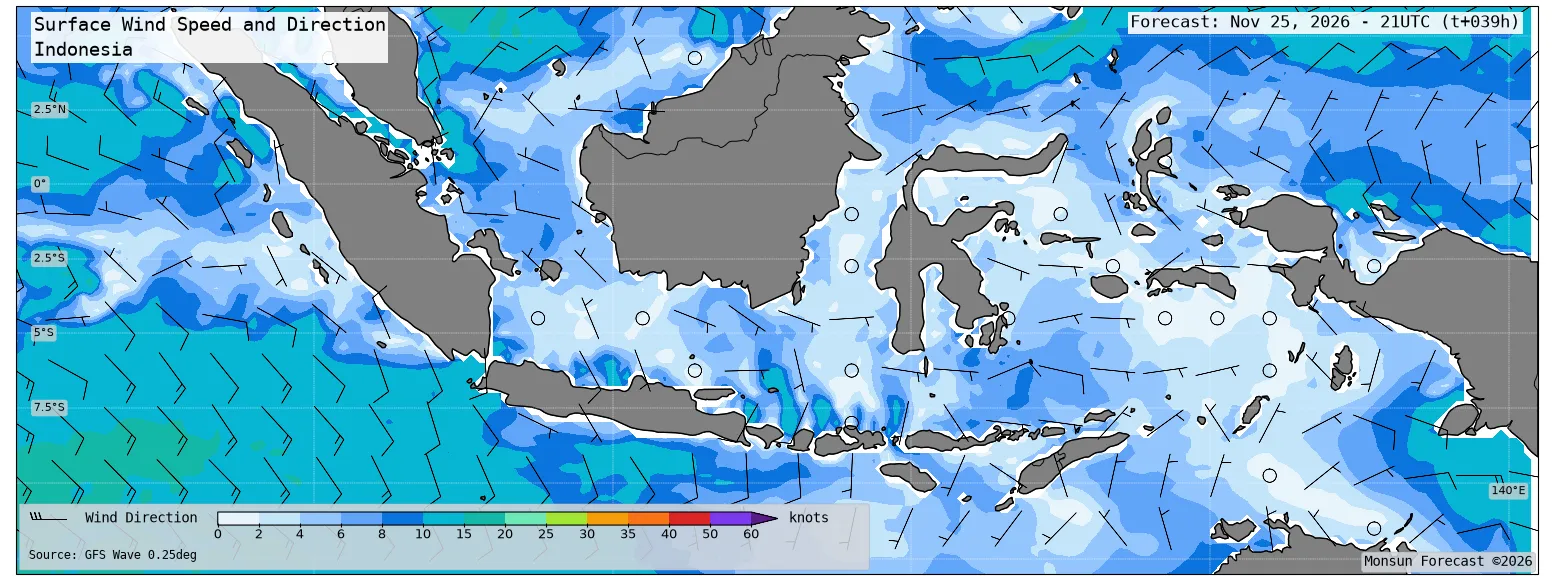 Surface Wind Speed and Direction
Indonesia
Forecast: Nov 25, 2026 - 21UTC (t+039h)
2.5°N
0°
2.5°S
5°S
7.5°S
140°E
Wind Direction
0 2 4 6 8 10 15 20 25 30 35 40 50 60 knots
Source: GFS Wave 0.25deg
Monsun Forecast ©2026